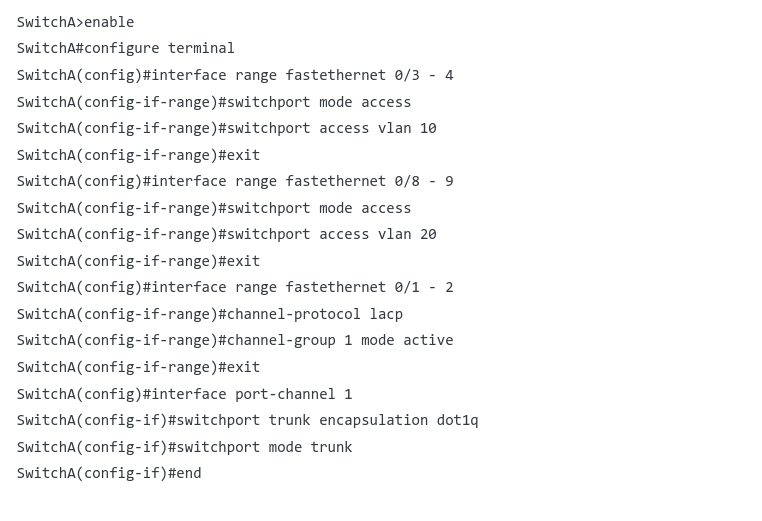 SwitchA>enable
SwitchA#configure terminal
SwitchA(config)#interface range fastethernet 0/3 - 4
SwitchA(config-if-range)#switchport mode access
SwitchA(config-if-range)#switchport access vlan 10
SwitchA(config-if-range)#exit
SwitchA(config)#interface range fastethernet 0/8 - 9
SwitchA(config-if-range)#switchport mode access
SwitchA(config-if-range)#switchport access vlan 20
SwitchA(config-if-range)#exit
SwitchA(config)#interface range fastethernet 0/1 - 2
SwitchA(config-if-range)#channel-protocol lacp
SwitchA(config-if-range)#channel-group 1 mode active
SwitchA(config-if-range)#exit
SwitchA(config)#interface port-channel 1
SwitchA(config-if)#switchport trunk encapsulation dot1q
SwitchA(config-if)#switchport mode trunk
SwitchA(config-if)#end